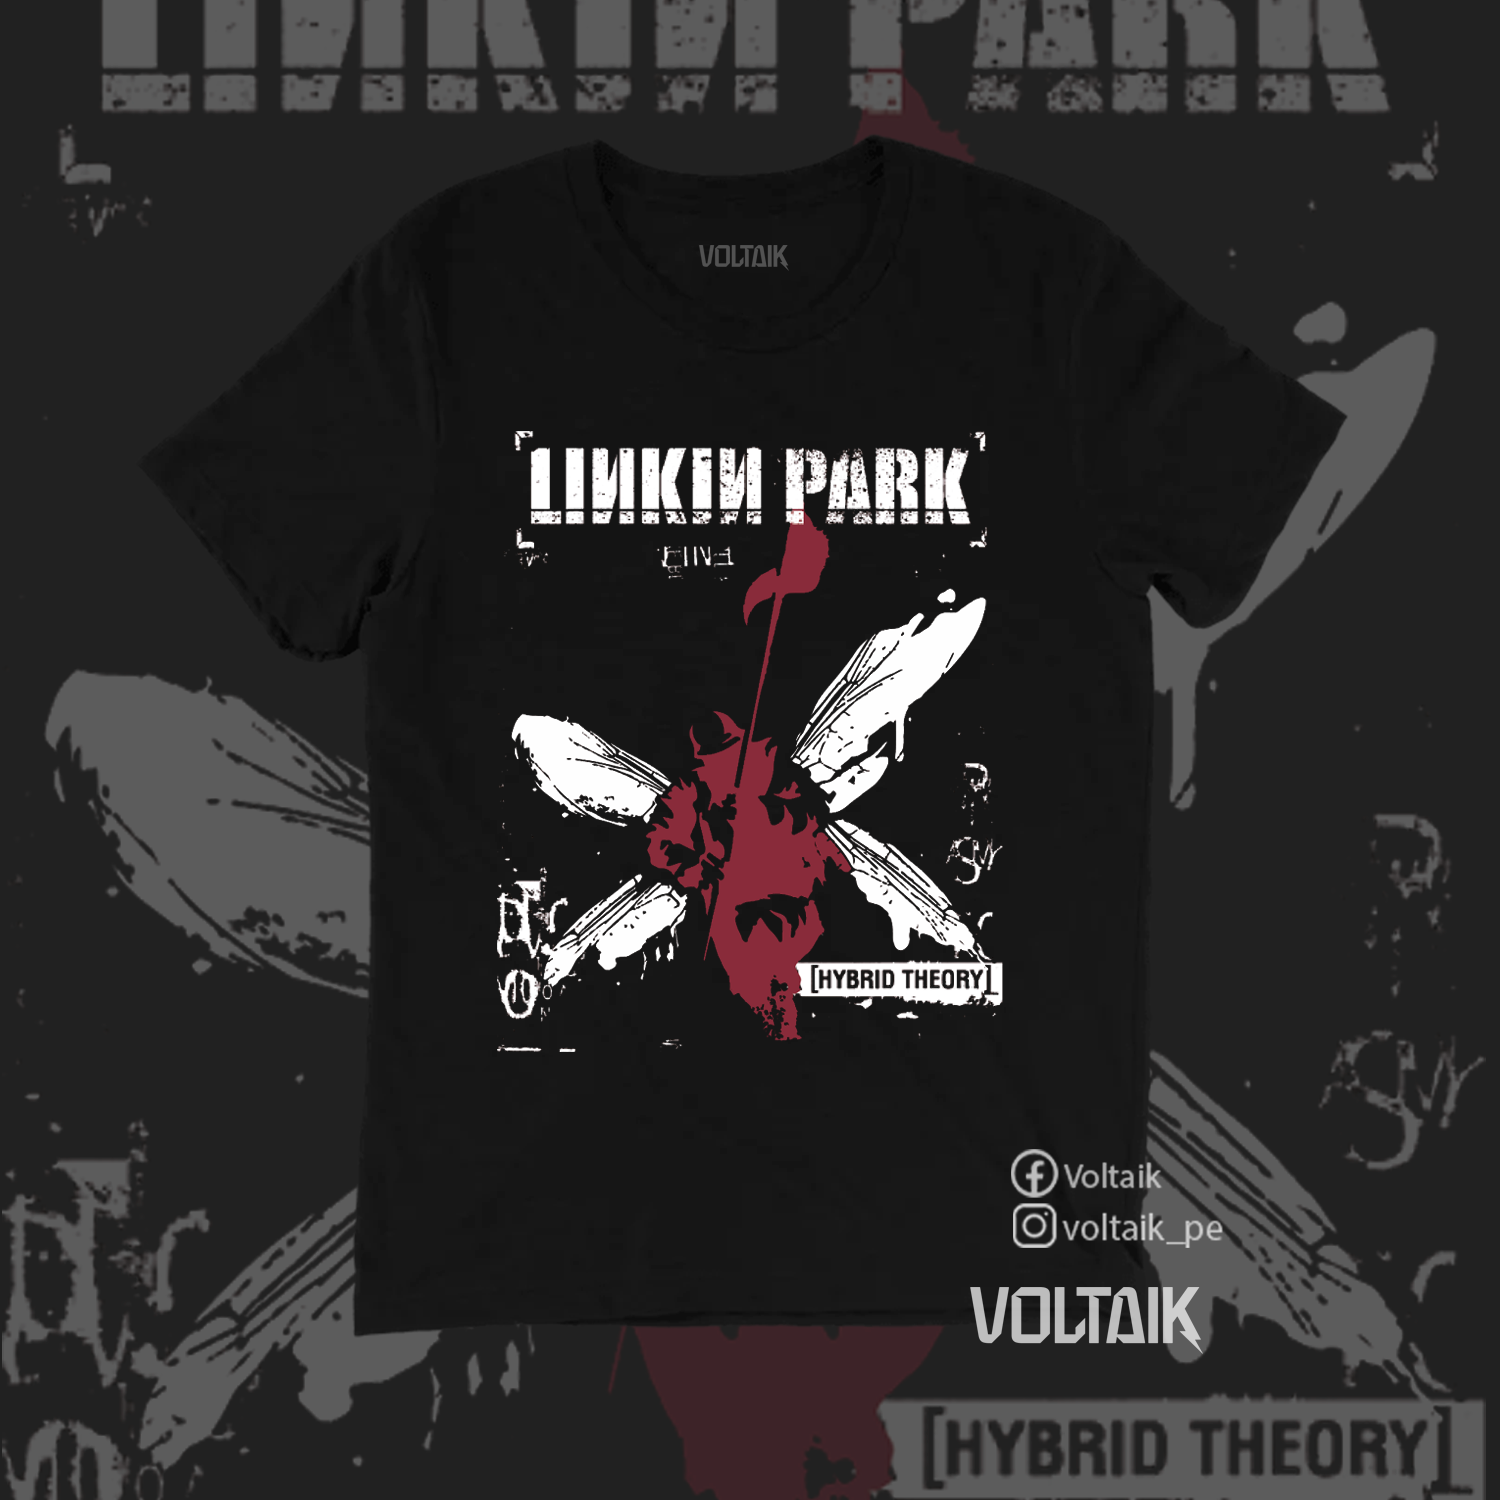 LINKIN PARK
VOLTAIK
LINKIN PARK
[HYBRID THEORY]
Voltaik
voltaik_pe
VOLTAIK
[HYBRID THEORY]